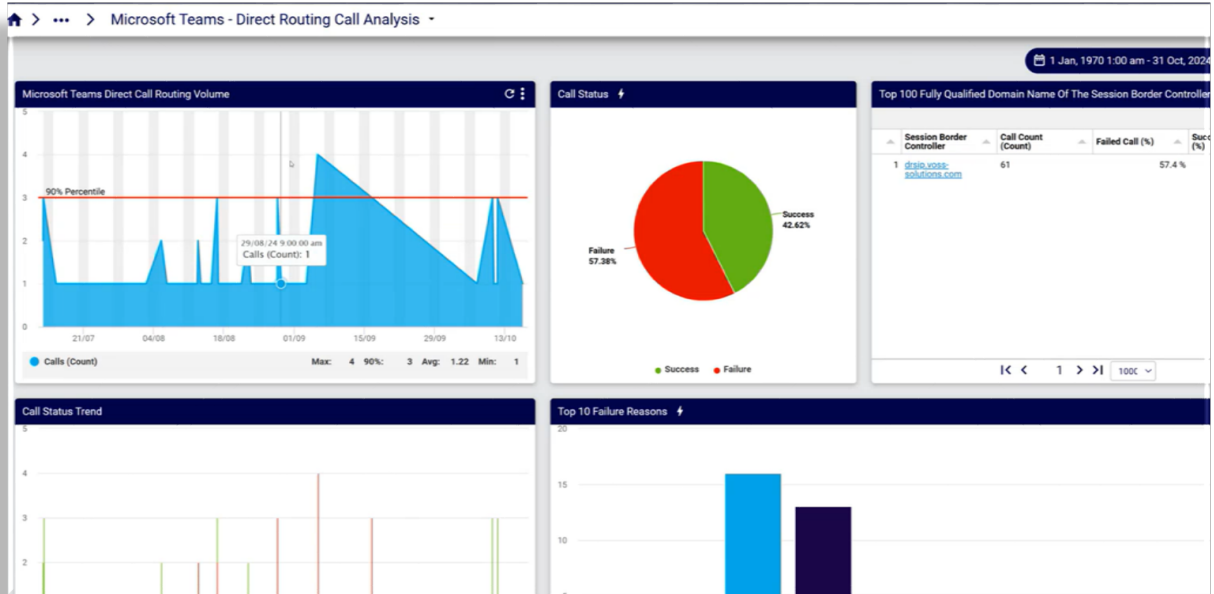 Microsoft Teams - Direct Routing Call Analysis
1 Jan, 1970 1:00 am - 31 Oct, 2024
Microsoft Teams Direct Call Routing Volume
5
4
90% Percentile
3
29/08/24 9:00:00 am
Calls (Count): 1
2
1
0
21/07 04/08 18/08 01/09 15/09 29/09 13/10
Calls (Count) Max: 4 90%: 3 Avg: 1.22 Min: 1
Call Status
Success
42.62%
Failure
57.38%
Success Failure
Top 100 Fully Qualified Domain Name Of The Session Border Controller
Session Border
Controller
Call Count
(Count)
Failed Call (%)
(%)
1 drsip.voss-
solutions.com
61 57.4 %
1 100
Call Status Trend
5
4
3
2
Top 10 Failure Reasons
20
15
10